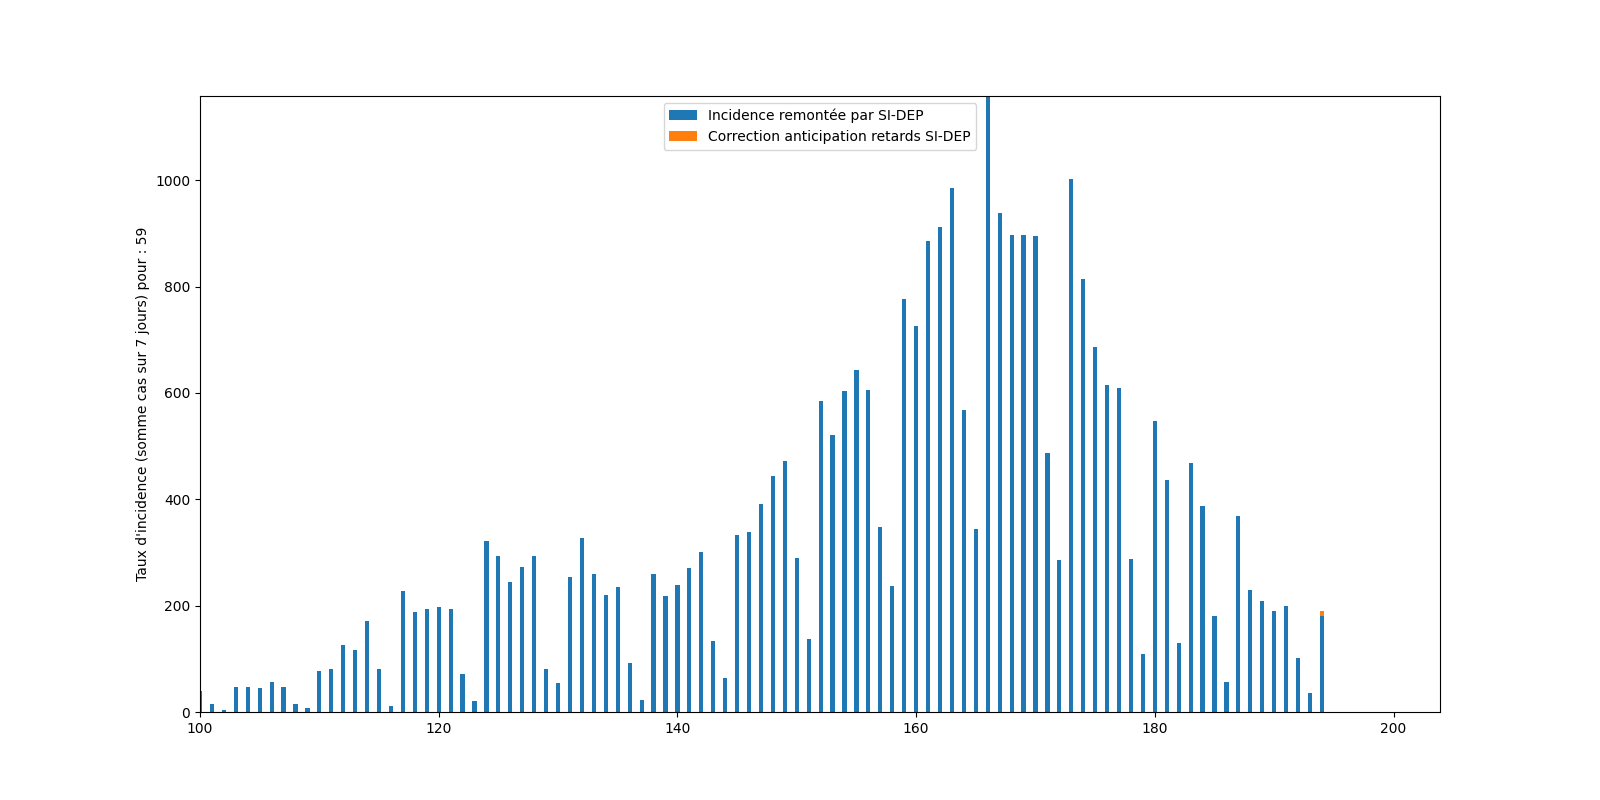 Incidence remontée par SI-DEP
Correction anticipation retards SI-DEP
Taux d'incidence (somme cas sur 7 jours) pour : 59
1000
800
600
400
200
0
100 120 140 160 180 200